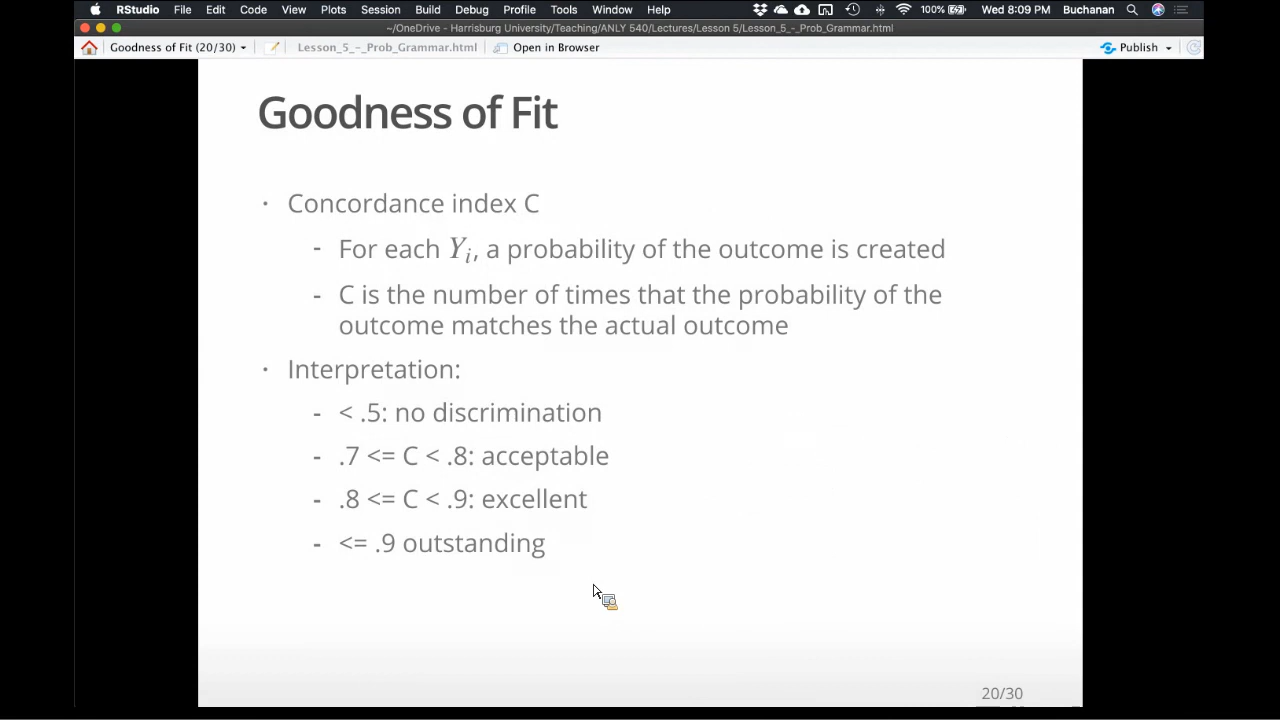 RStudio File Edit Code View Plots Session Build Debug Profile Tools Window Help 100% Wed 8:09 PM Buchanan
~/OneDrive - Harrisburg University/Teaching/ANLY 540/Lectures/Lesson 5/Lesson_5_-_Prob_Grammar.html
Goodness of Fit (20/30) Lesson_5_-_Prob_Grammar.html Open in Browser Publish
Goodness of Fit
• Concordance index C
- For each Yᵢ, a probability of the outcome is created
- C is the number of times that the probability of the
outcome matches the actual outcome
• Interpretation:
- < .5: no discrimination
- .7 <= C < .8: acceptable
- .8 <= C < .9: excellent
- <= .9 outstanding
20/30